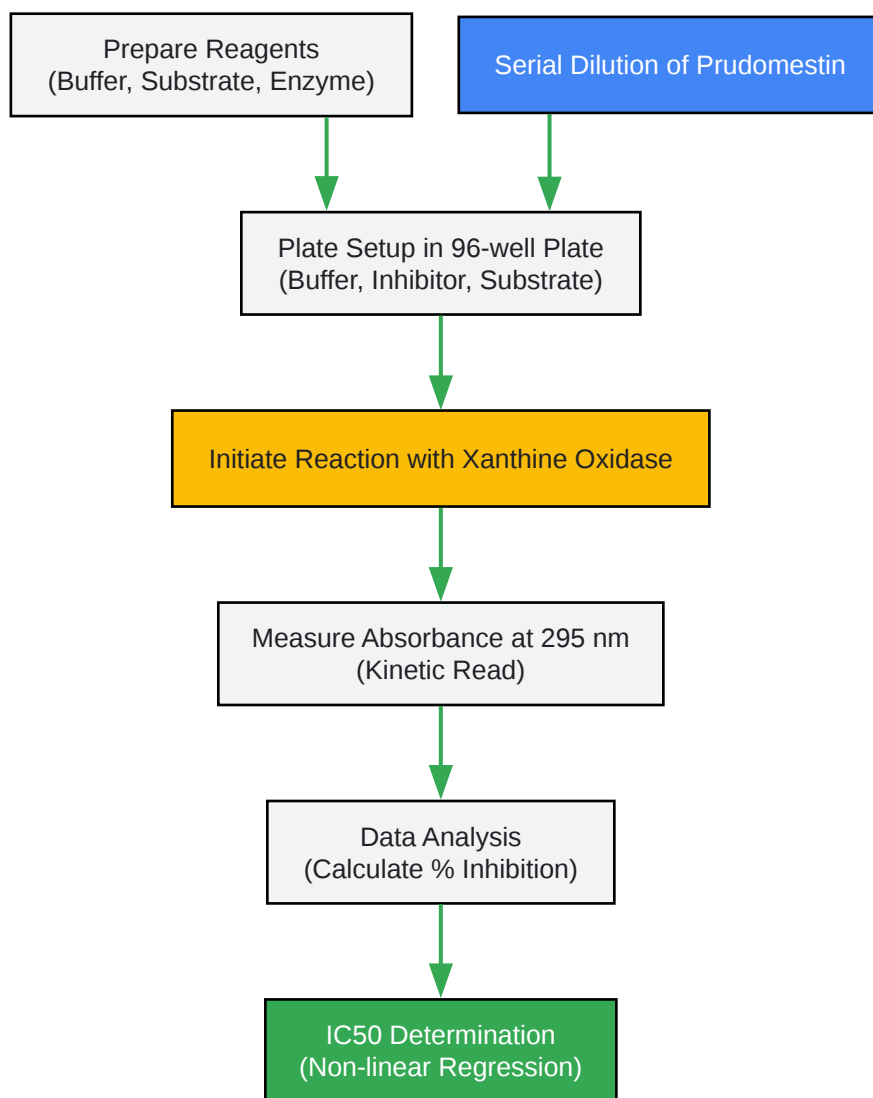 Prepare Reagents
(Buffer, Substrate, Enzyme)
Serial Dilution of Prudomestin
Plate Setup in 96-well Plate
(Buffer, Inhibitor, Substrate)
Initiate Reaction with Xanthine Oxidase
Measure Absorbance at 295 nm
(Kinetic Read)
Data Analysis
(Calculate % Inhibition)
IC50 Determination
(Non-linear Regression)